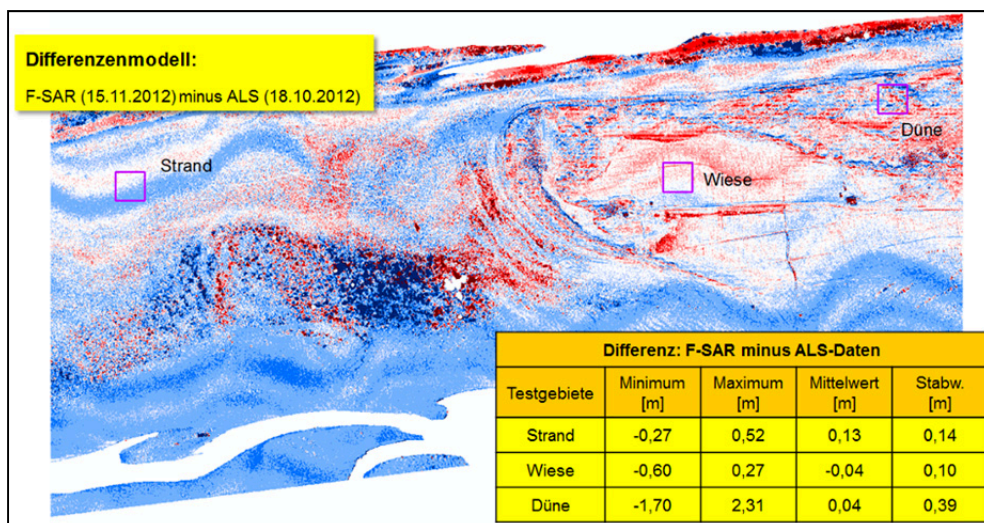 Differenzenmodell:
F-SAR (15.11.2012) minus ALS (18.10.2012)
Strand
Düne
Wiese
Differenz: F-SAR minus ALS-Daten
Testgebiete Minimum [m] Maximum [m] Mittelwert [m] Stabw. [m]
Strand -0,27 0,52 0,13 0,14
Wiese -0,60 0,27 -0,04 0,10
Düne -1,70 2,31 0,04 0,39